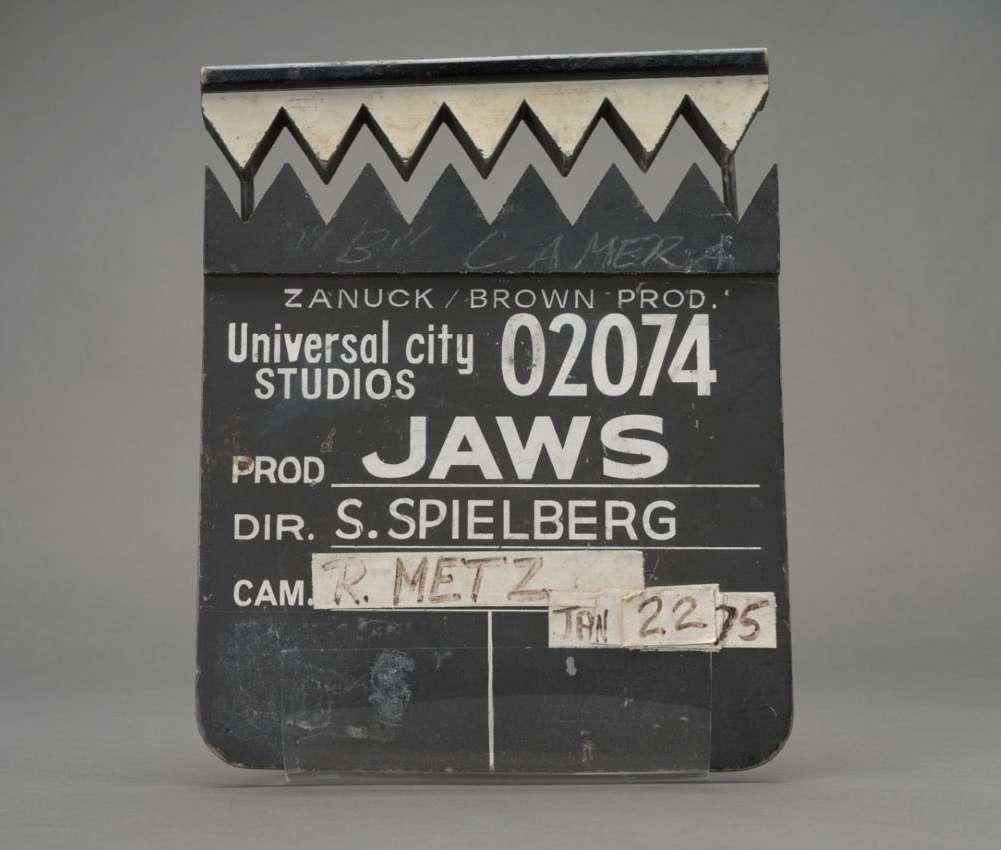 "B" CAMERA
ZANUCK / BROWN PROD.
Universal city 02074
STUDIOS
PROD JAWS
DIR. S. SPIELBERG
CAM. R. METZ
JAN 22 75